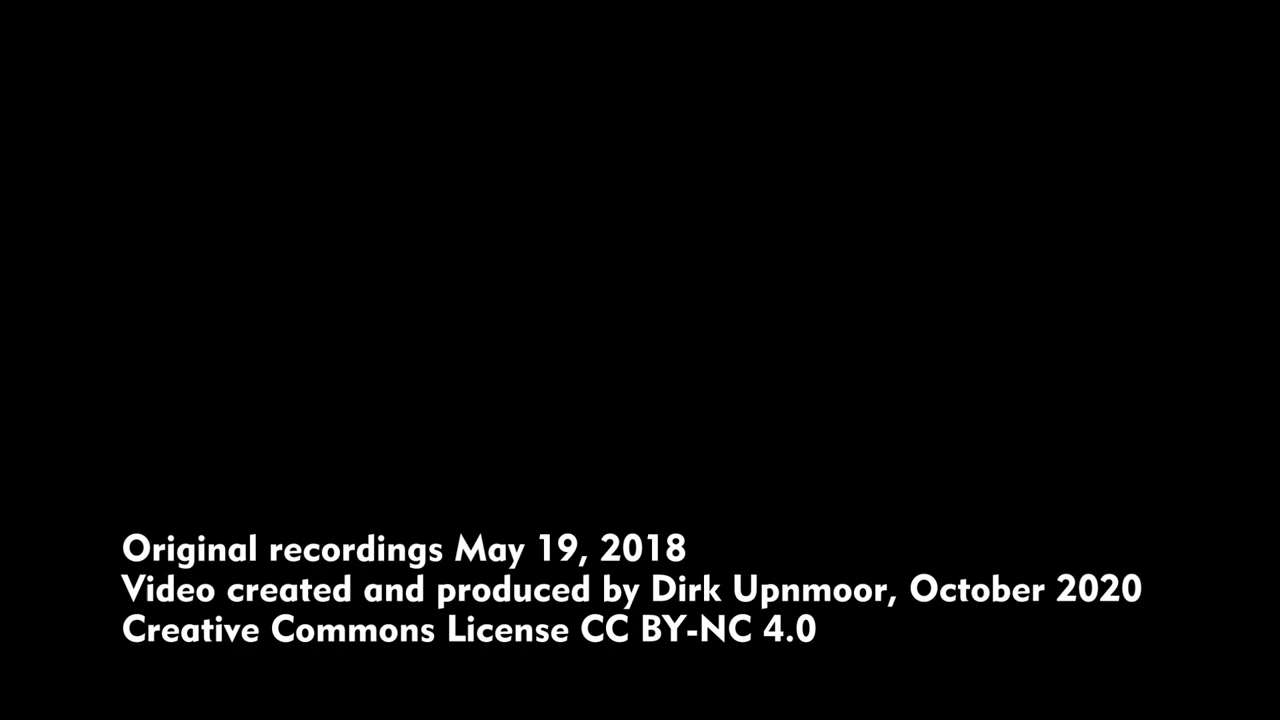 Original recordings May 19, 2018
Video created and produced by Dirk Upnmoor, October 2020
Creative Commons License CC BY-NC 4.0